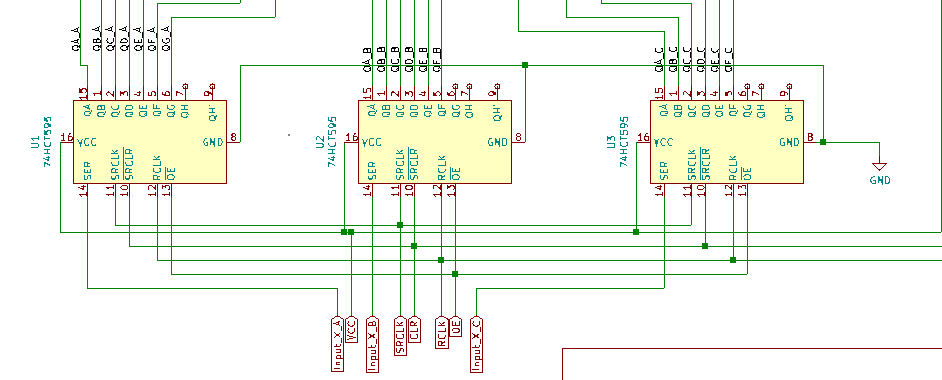 QA_A
QB_A
QC_A
QD_A
QE_A
QF_A
QG_A
QA_B
QB_B
QC_B
QD_B
QE_B
QF_B
QA_C
QB_C
QC_C
QD_C
QE_C
QF_C
15 1 2 3 4 5 6 7 9
QA QB QC QD QE QF QG QH QH'
U1
74HCT595
16 VCC GND 8
SER SRCLK SRCLR RCLK OE
14 11 10 12 13
15 1 2 3 4 5 6 7 9
QA QB QC QD QE QF QG QH QH'
U2
74HCT595
16 VCC GND 8
SER SRCLK SRCLR RCLK OE
14 11 10 12 13
15 1 2 3 4 5 6 7 9
QA QB QC QD QE QF QG QH QH'
U3
74HCT595
16 VCC GND 8
SER SRCLK SRCLR RCLK OE
14 11 10 12 13
GND
Input_X_A
VCC
Input_X_B
SRCLK
CLR
RCLK
OE
Input_X_C